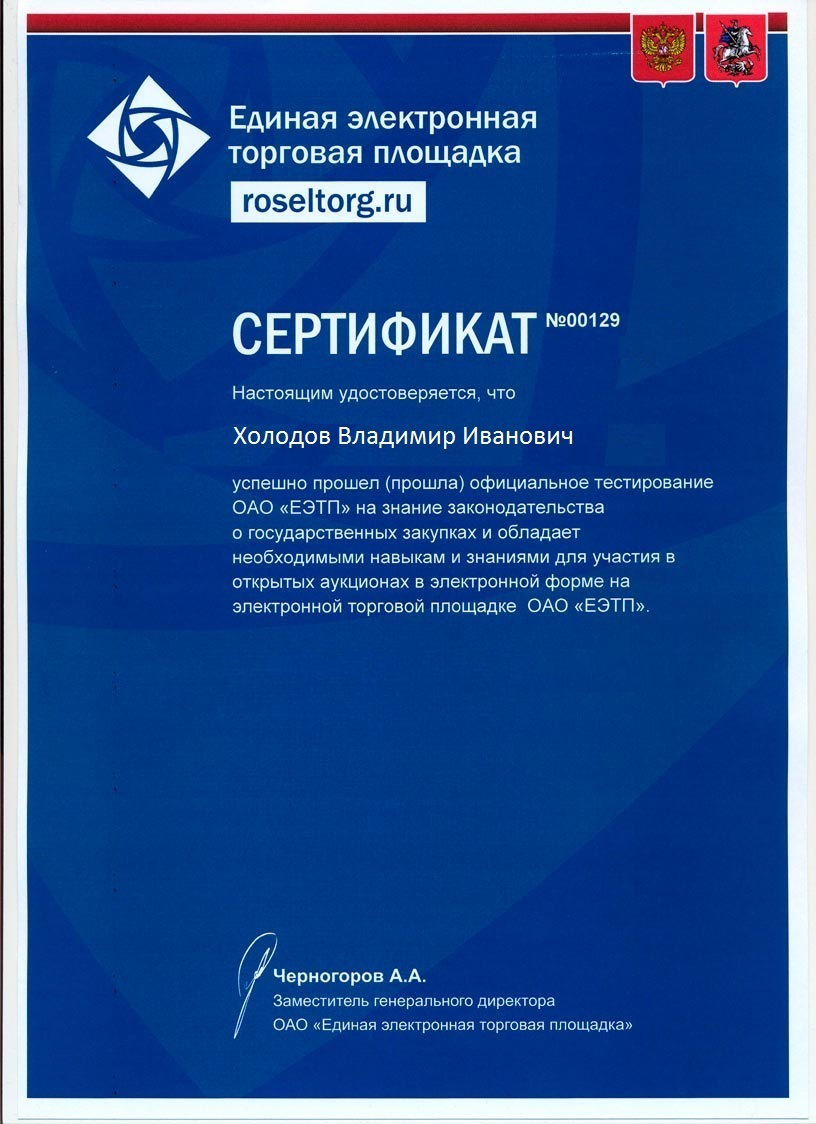 Единая электронная
торговая площадка
roseltorg.ru
СЕРТИФИКАТ №00129
Настоящим удостоверяется, что
Холодов Владимир Иванович
успешно прошел (прошла) официальное тестирование
ОАО «ЕЭТП» на знание законодательства
о государственных закупках и обладает
необходимыми навыкам и знаниями для участия в
открытых аукционах в электронной форме на
электронной торговой площадке ОАО «ЕЭТП».
Черногоров А.А.
Заместитель генерального директора
ОАО «Единая электронная торговая площадка»